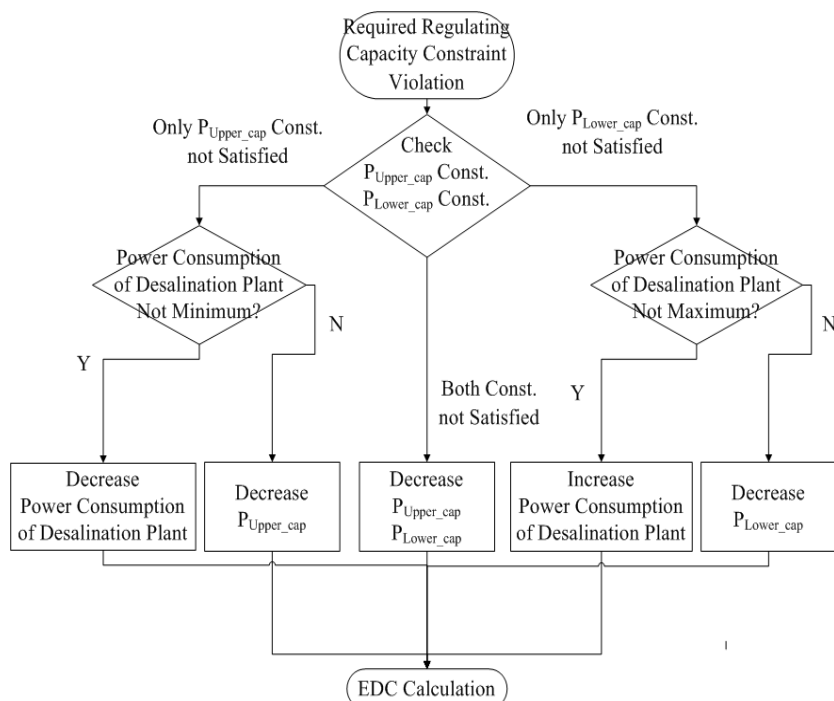 Required Regulating
Capacity Constraint
Violation
Only P_Upper_cap Const.
not Satisfied
Only P_Lower_cap Const.
not Satisfied
Check
P_Upper_cap Const.
P_Lower_cap Const.
Power Consumption
of Desalination Plant
Not Minimum?
Power Consumption
of Desalination Plant
Not Maximum?
N
N
Y
Both Const.
not Satisfied
Y
Decrease
Power Consumption
of Desalination Plant
Decrease
P_Upper_cap
Decrease
P_Upper_cap
P_Lower_cap
Increase
Power Consumption
of Desalination Plant
Decrease
P_Lower_cap
EDC Calculation